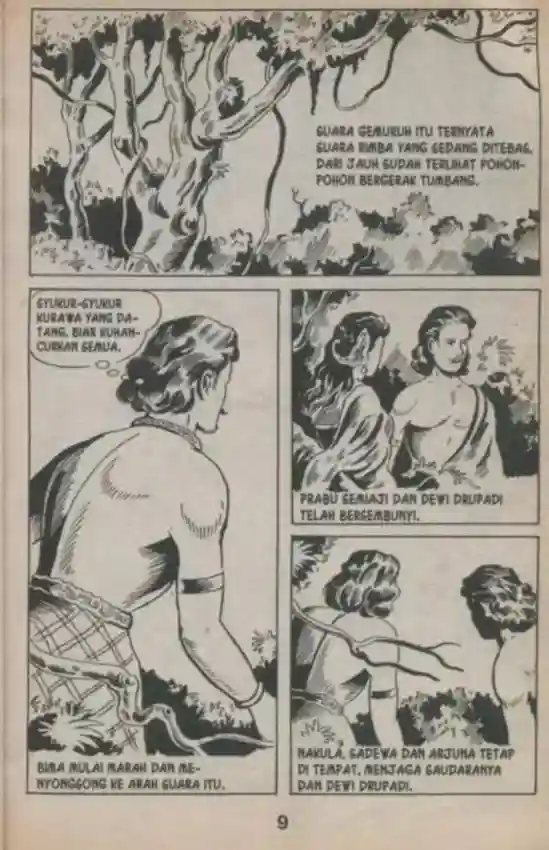 SUARA GEMURUH ITU TERNYATA
SUARA RIMBA YANG SEDANG DITEBAS.
DARI JAUH SUDAH TERLIHAT POHON-
POHON BERGERAK TUMBANG.
SYUKUR-SYUKUR
KURAWA YANG DA-
TANG. BIAR KUHAN-
CURKAN SEMUA.
BIMA MULAI MARAH DAN ME-
NYONGSONG KE ARAH SUARA ITU.
PRABU SEMIAJI DAN DEWI DRUPADI
TELAH BERSEMBUNYI.
NAKULA, SADEWA DAN ARJUNA TETAP
DI TEMPAT, MENJAGA SAUDARANYA
DAN DEWI DRUPADI.
9